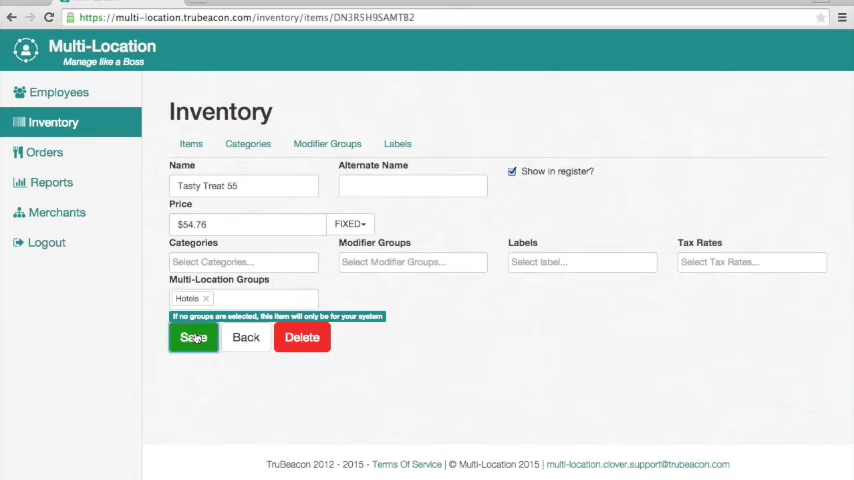 https://multi-location.trubeacon.com/inventory/items/DN3R5H9SAMTB2
Multi-Location
Manage like a Boss
Employees
Inventory
Orders
Reports
Merchants
Logout
Inventory
Items Categories Modifier Groups Labels
Name Alternate Name
Show in register?
Tasty Treat 55
Price
$54.76 FIXED
Categories Modifier Groups Labels Tax Rates
Select Categories... Select Modifier Groups... Select label... Select Tax Rates...
Multi-Location Groups
Hotels ×
If no groups are selected, this item will only be for your system
Save Back Delete
TruBeacon 2012 - 2015 - Terms Of Service | © Multi-Location 2015 | multi-location.clover.support@trubeacon.com